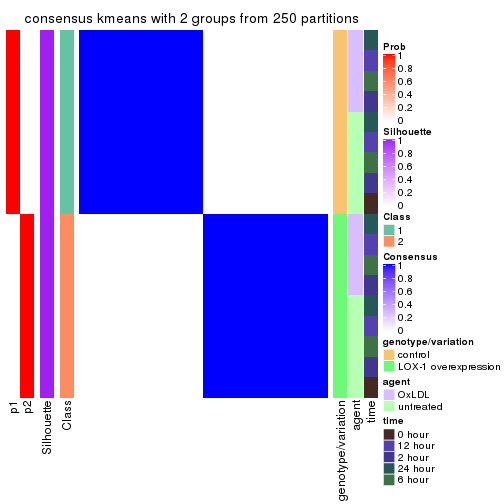 consensus kmeans with 2 groups from 250 partitions
Prob
1
0.8
0.6
0.4
0.2
0
Silhouette
1
0.8
0.6
0.4
0.2
0
Class
1
2
Consensus
1
0.8
0.6
0.4
0.2
0
genotype/variation
control
LOX-1 overexpression
agent
OxLDL
untreated
time
0 hour
12 hour
2 hour
24 hour
6 hour
p1
p2
Silhouette
Class
genotype/variation
agent
time